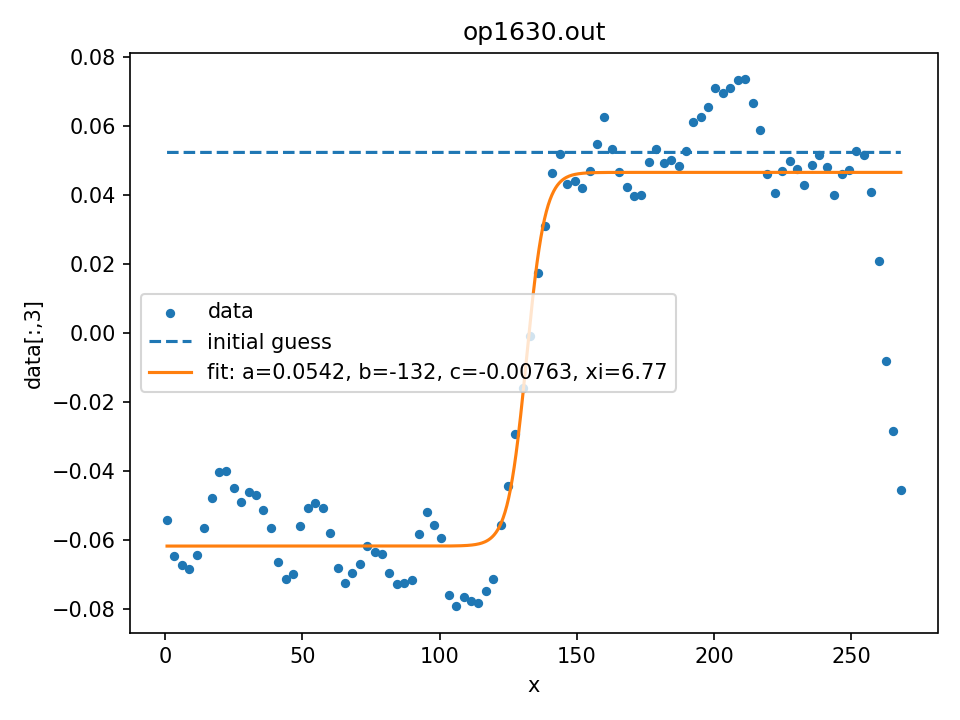 op1630.out
0.08
0.06
0.04
0.02
0.00
−0.02
−0.04
−0.06
−0.08
data[:,3]
data
initial guess
fit: a=0.0542, b=-132, c=-0.00763, xi=6.77
0 50 100 150 200 250
x